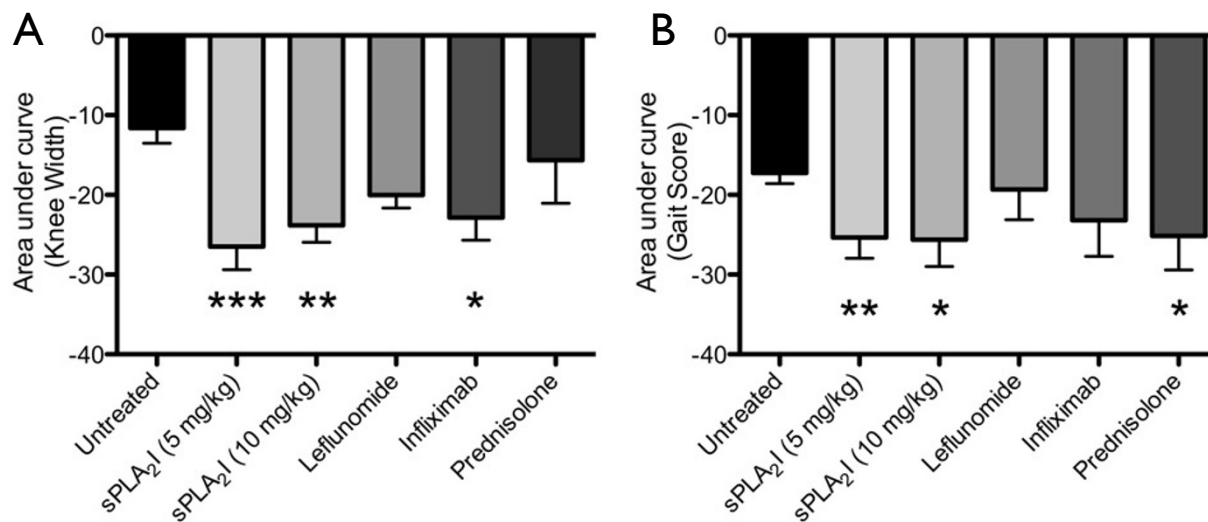 A
Area under curve
(Knee Width)
0
-10
-20
-30
-40
***
**
*
Untreated
sPLA₂I (5 mg/kg)
sPLA₂I (10 mg/kg)
Leflunomide
Infliximab
Prednisolone
B
Area under curve
(Gait Score)
0
-10
-20
-30
-40
**
*
*
Untreated
sPLA₂I (5 mg/kg)
sPLA₂I (10 mg/kg)
Leflunomide
Infliximab
Prednisolone